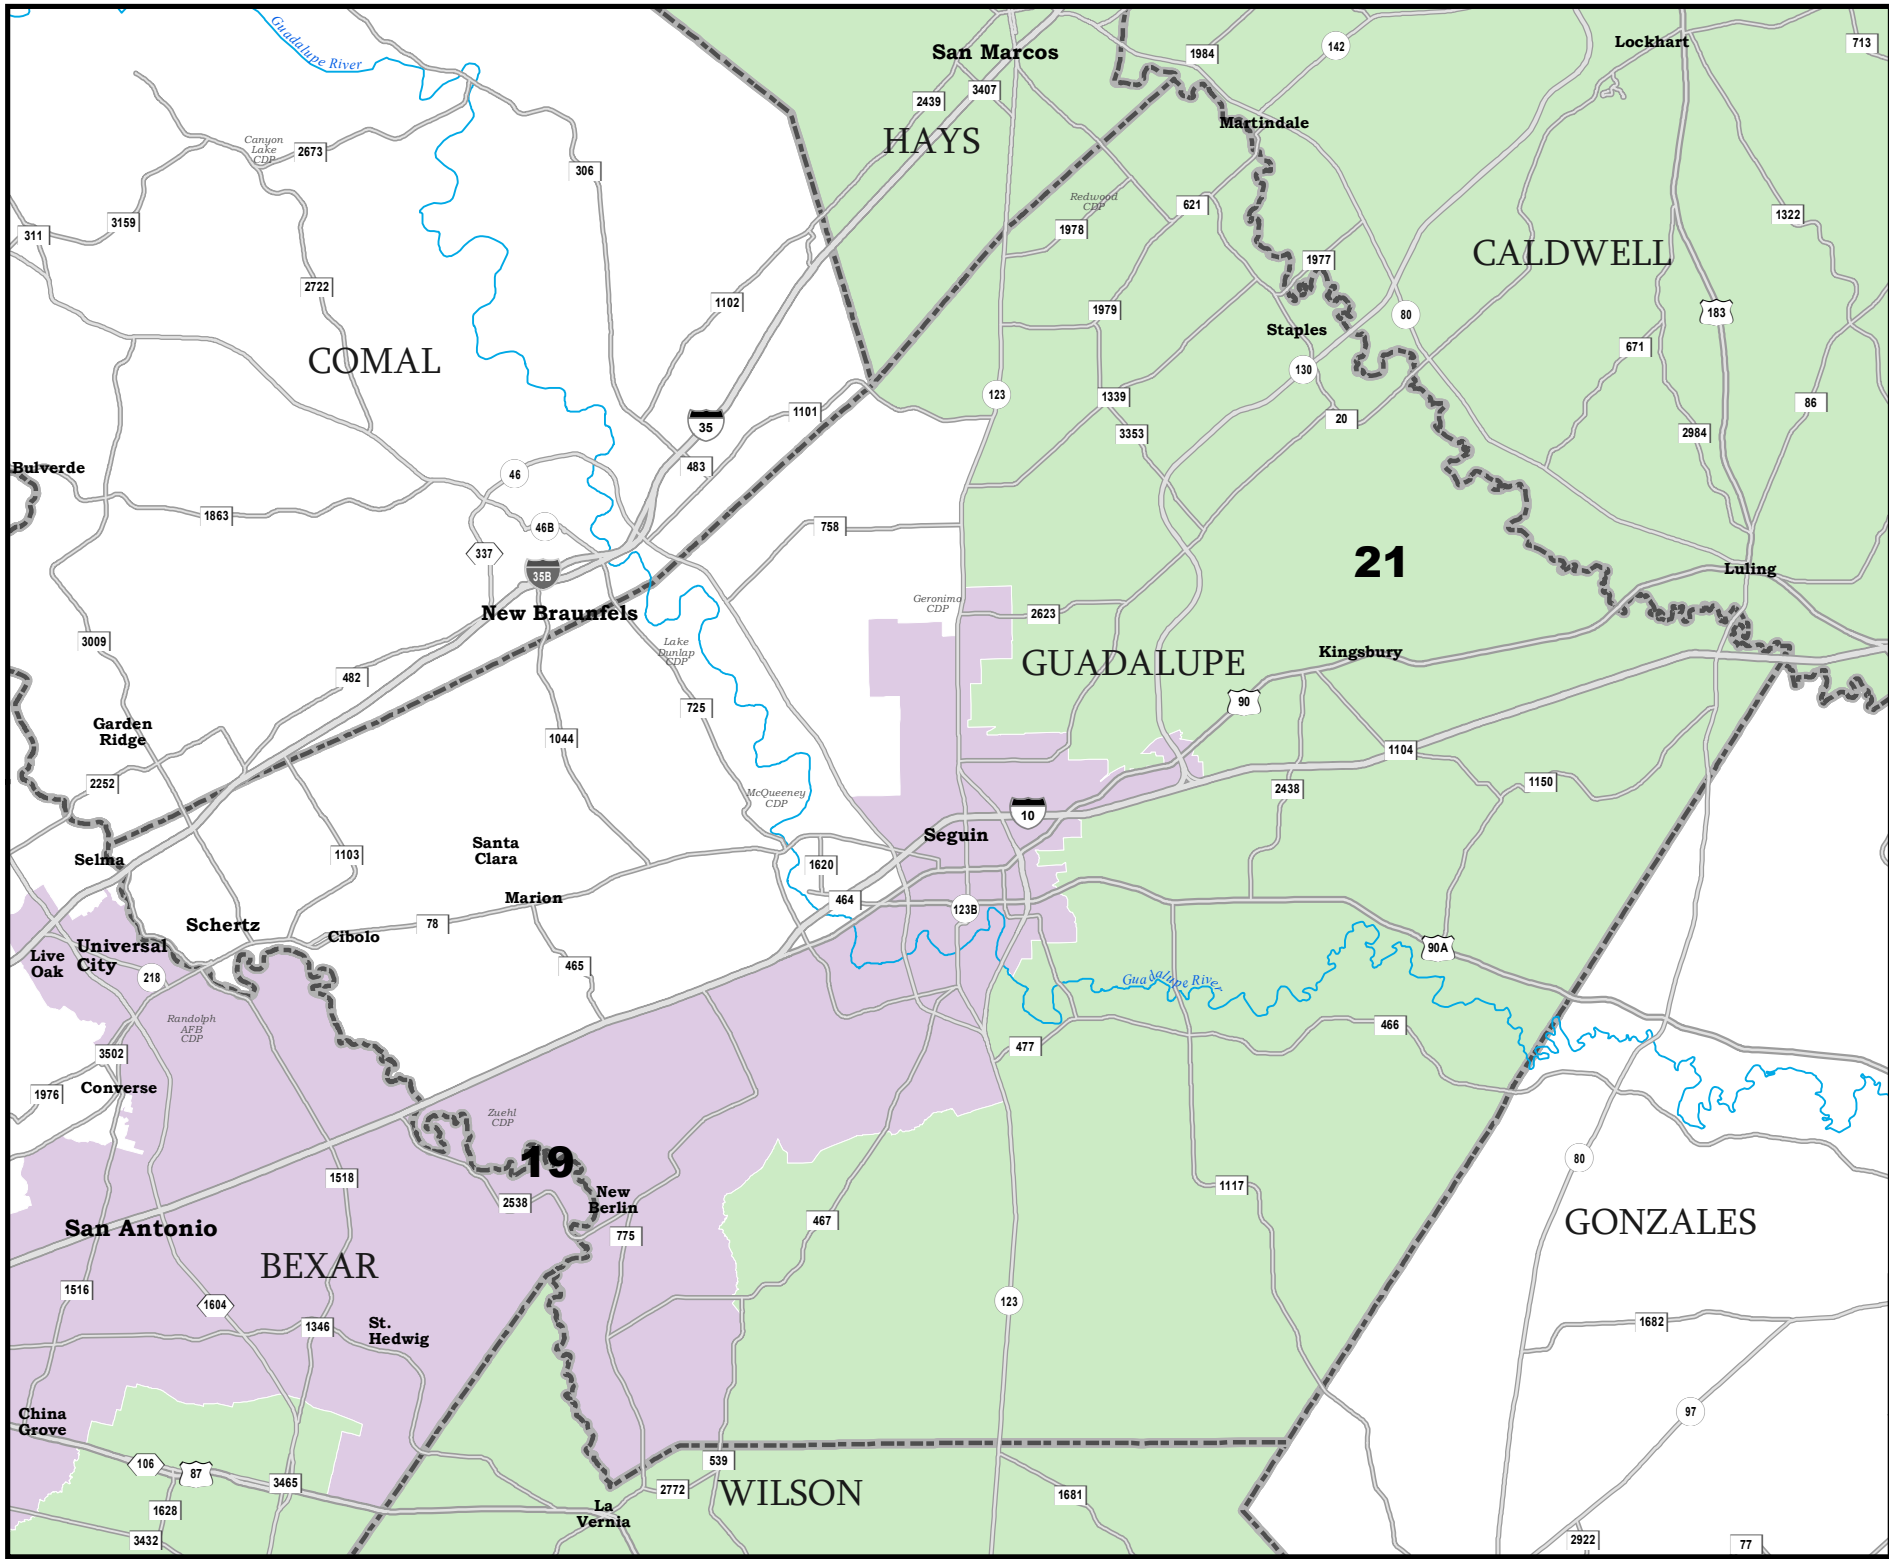 Guadalupe River
San Marcos
1984
142
Lockhart
713
2439
3407
HAYS
Martindale
Canyon
Lake
CDP
2673
306
3159
311
Redwood
CDP
621
1978
1322
CALDWELL
1977
2722
1102
1979
80
183
Staples
COMAL
671
130
123
1339
86
1101
35
20
3353
2984
Bulverde
46
483
1863
46B
758
337
21
35B
Luling
New Braunfels
Geronimo
CDP
2623
3009
Lake
Dunlap
CDP
GUADALUPE
Kingsbury
482
725
90
Garden
Ridge
1044
1104
2252
McQueeney
CDP
2438
1150
10
Seguin
Selma
1103
Santa
Clara
1620
Marion
464
123B
Schertz
78
Cibolo
Universal
City
Live
Oak
218
465
90A
Guadalupe River
Randolph
AFB
CDP
466
477
3502
Converse
1976
Zuehl
CDP
19
80
1518
1117
2538
New
Berlin
San Antonio
775
467
GONZALES
BEXAR
1516
1604
123
1346
St.
Hedwig
1682
China
Grove
97
106
87
3465
539
2772
WILSON
1681
1628
La
Vernia
3432
2922
77